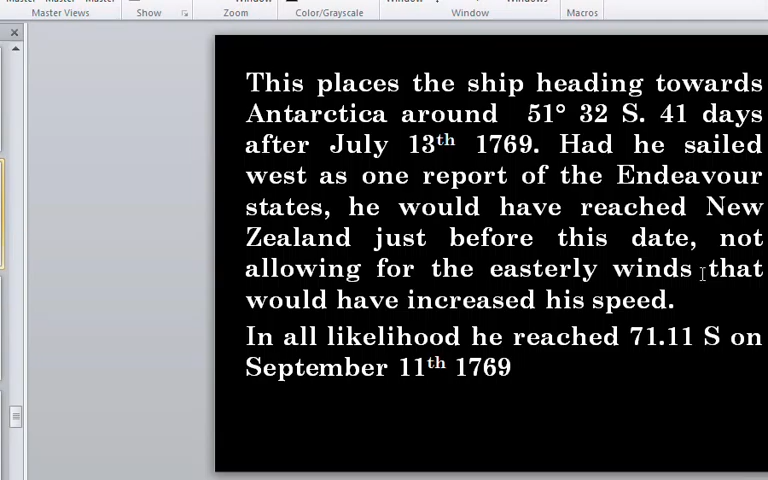 Master Views
Show
Zoom
Color/Grayscale
Window
Macros
This places the ship heading towards
Antarctica around 51° 32 S. 41 days
after July 13th 1769. Had he sailed
west as one report of the Endeavour
states, he would have reached New
Zealand just before this date, not
allowing for the easterly winds that
would have increased his speed.
In all likelihood he reached 71.11 S on
September 11th 1769